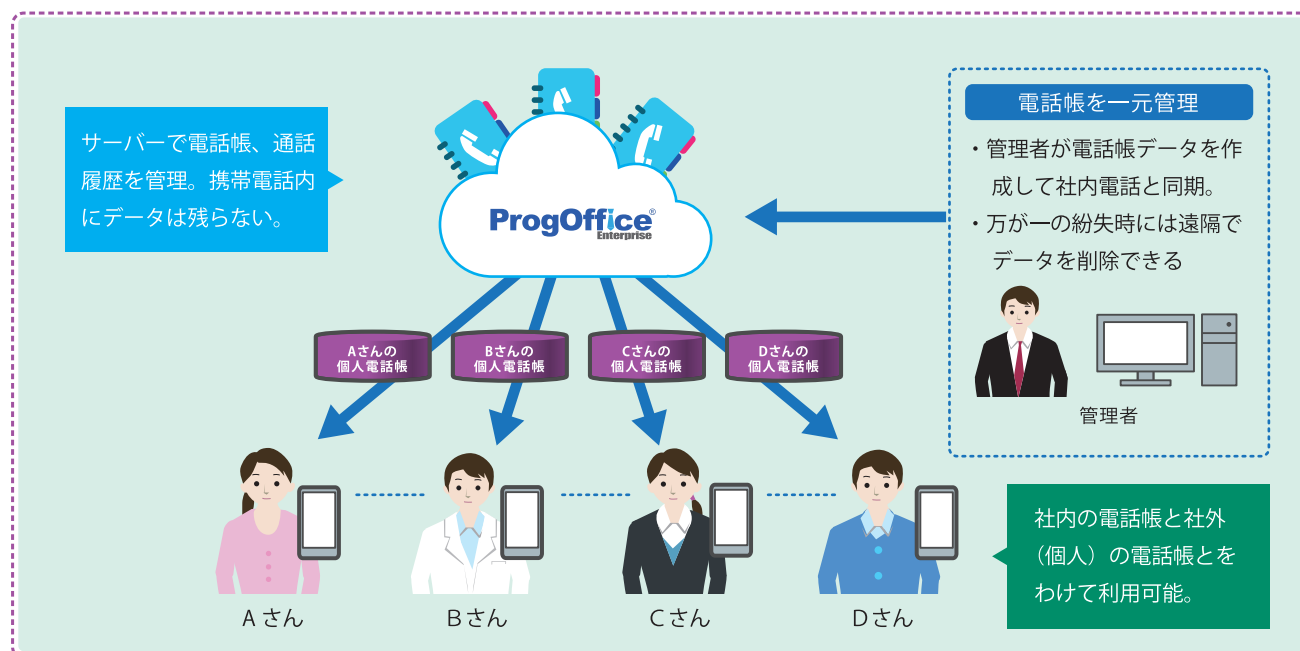 サーバーで電話帳、通話
履歴を管理。携帯電話内
にデータは残らない。
ProgOffice®
Enterprise
電話帳を一元管理
・管理者が電話帳データを作
成して社内電話と同期。
・万が一の紛失時には遠隔で
データを削除できる
管理者
Aさんの
個人電話帳
Bさんの
個人電話帳
Cさんの
個人電話帳
Dさんの
個人電話帳
Aさん
Bさん
Cさん
Dさん
社内の電話帳と社外
（個人）の電話帳とを
わけて利用可能。